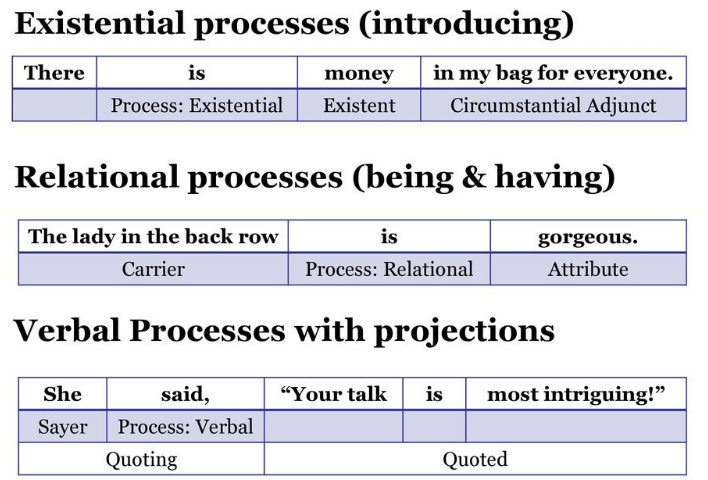 Existential processes (introducing)
There is money in my bag for everyone.
Process: Existential Existent Circumstantial Adjunct
Relational processes (being & having)
The lady in the back row is gorgeous.
Carrier Process: Relational Attribute
Verbal Processes with projections
She said, “Your talk is most intriguing!”
Sayer Process: Verbal
Quoting Quoted